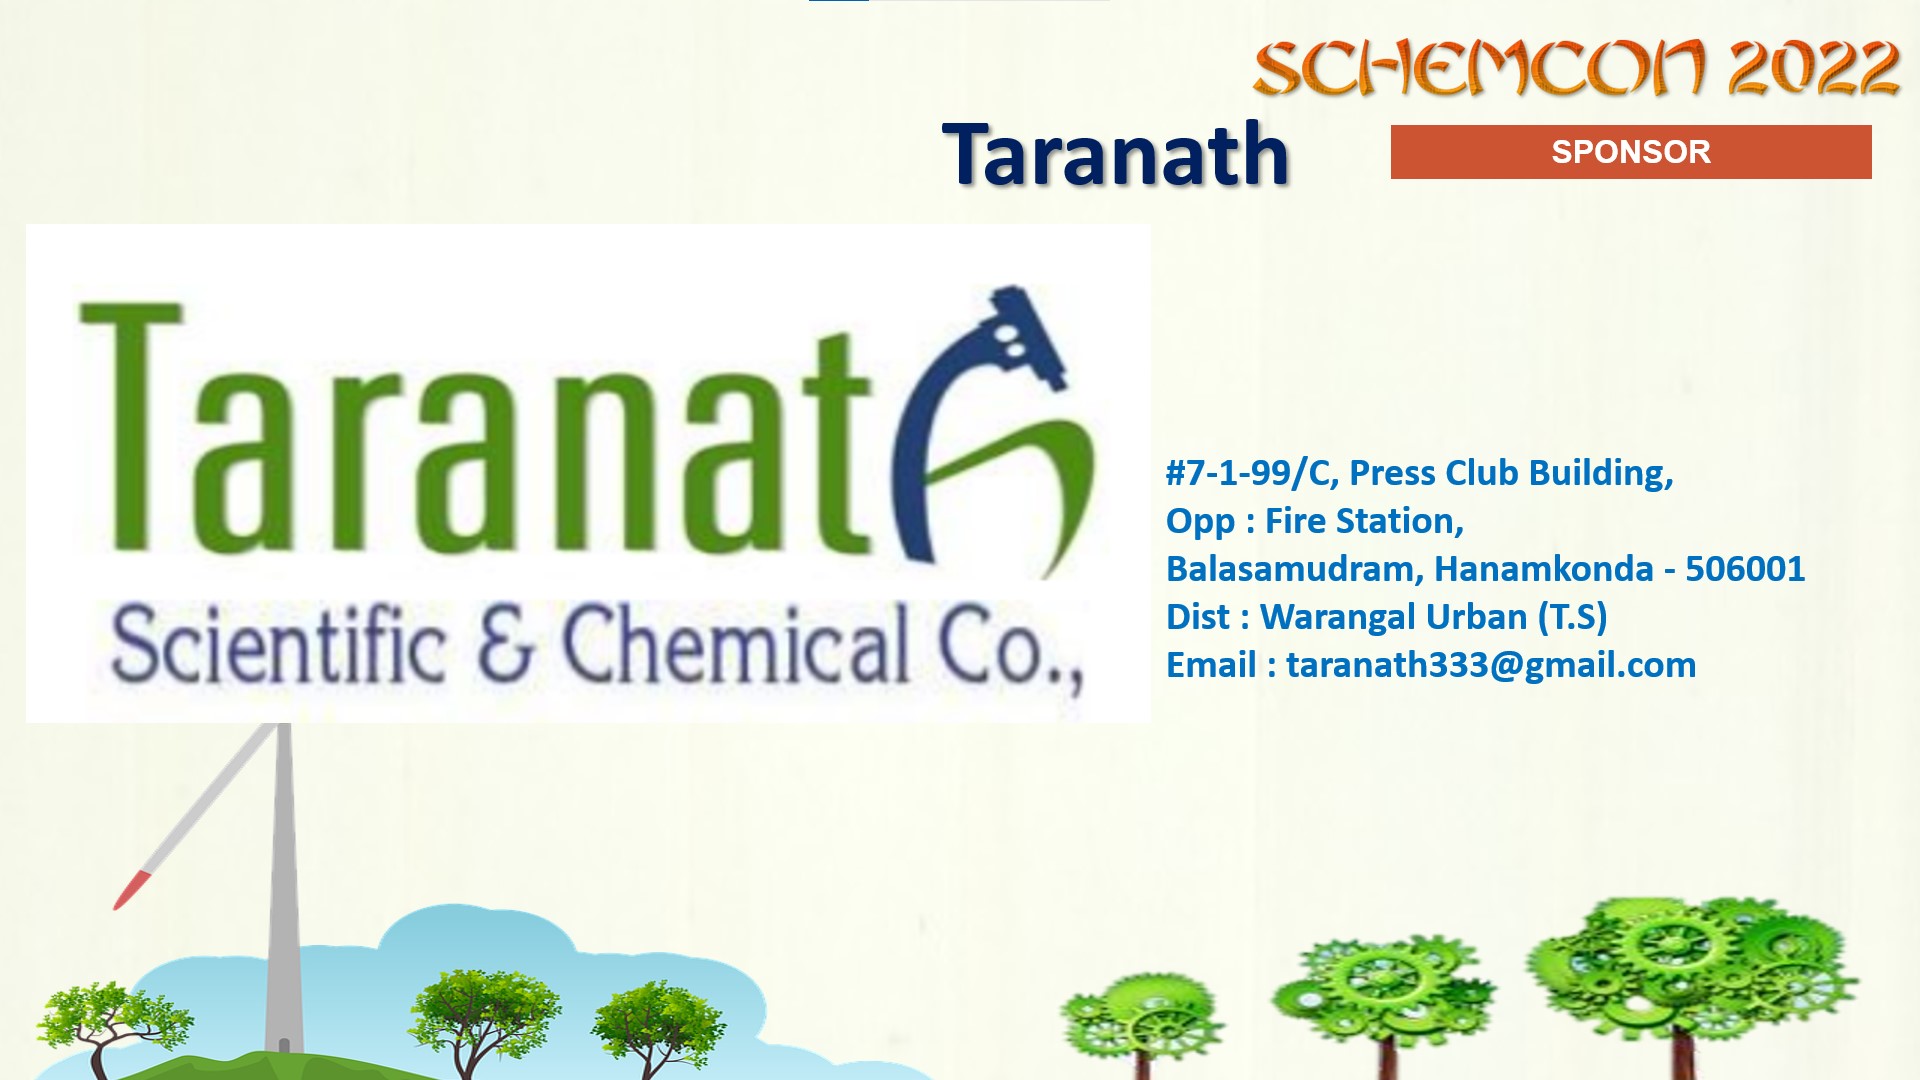 SCHEMCON 2022
Taranath
SPONSOR
Taranath
Scientific & Chemical Co.,
#7-1-99/C, Press Club Building,
Opp : Fire Station,
Balasamudram, Hanamkonda - 506001
Dist : Warangal Urban (T.S)
Email : taranath333@gmail.com